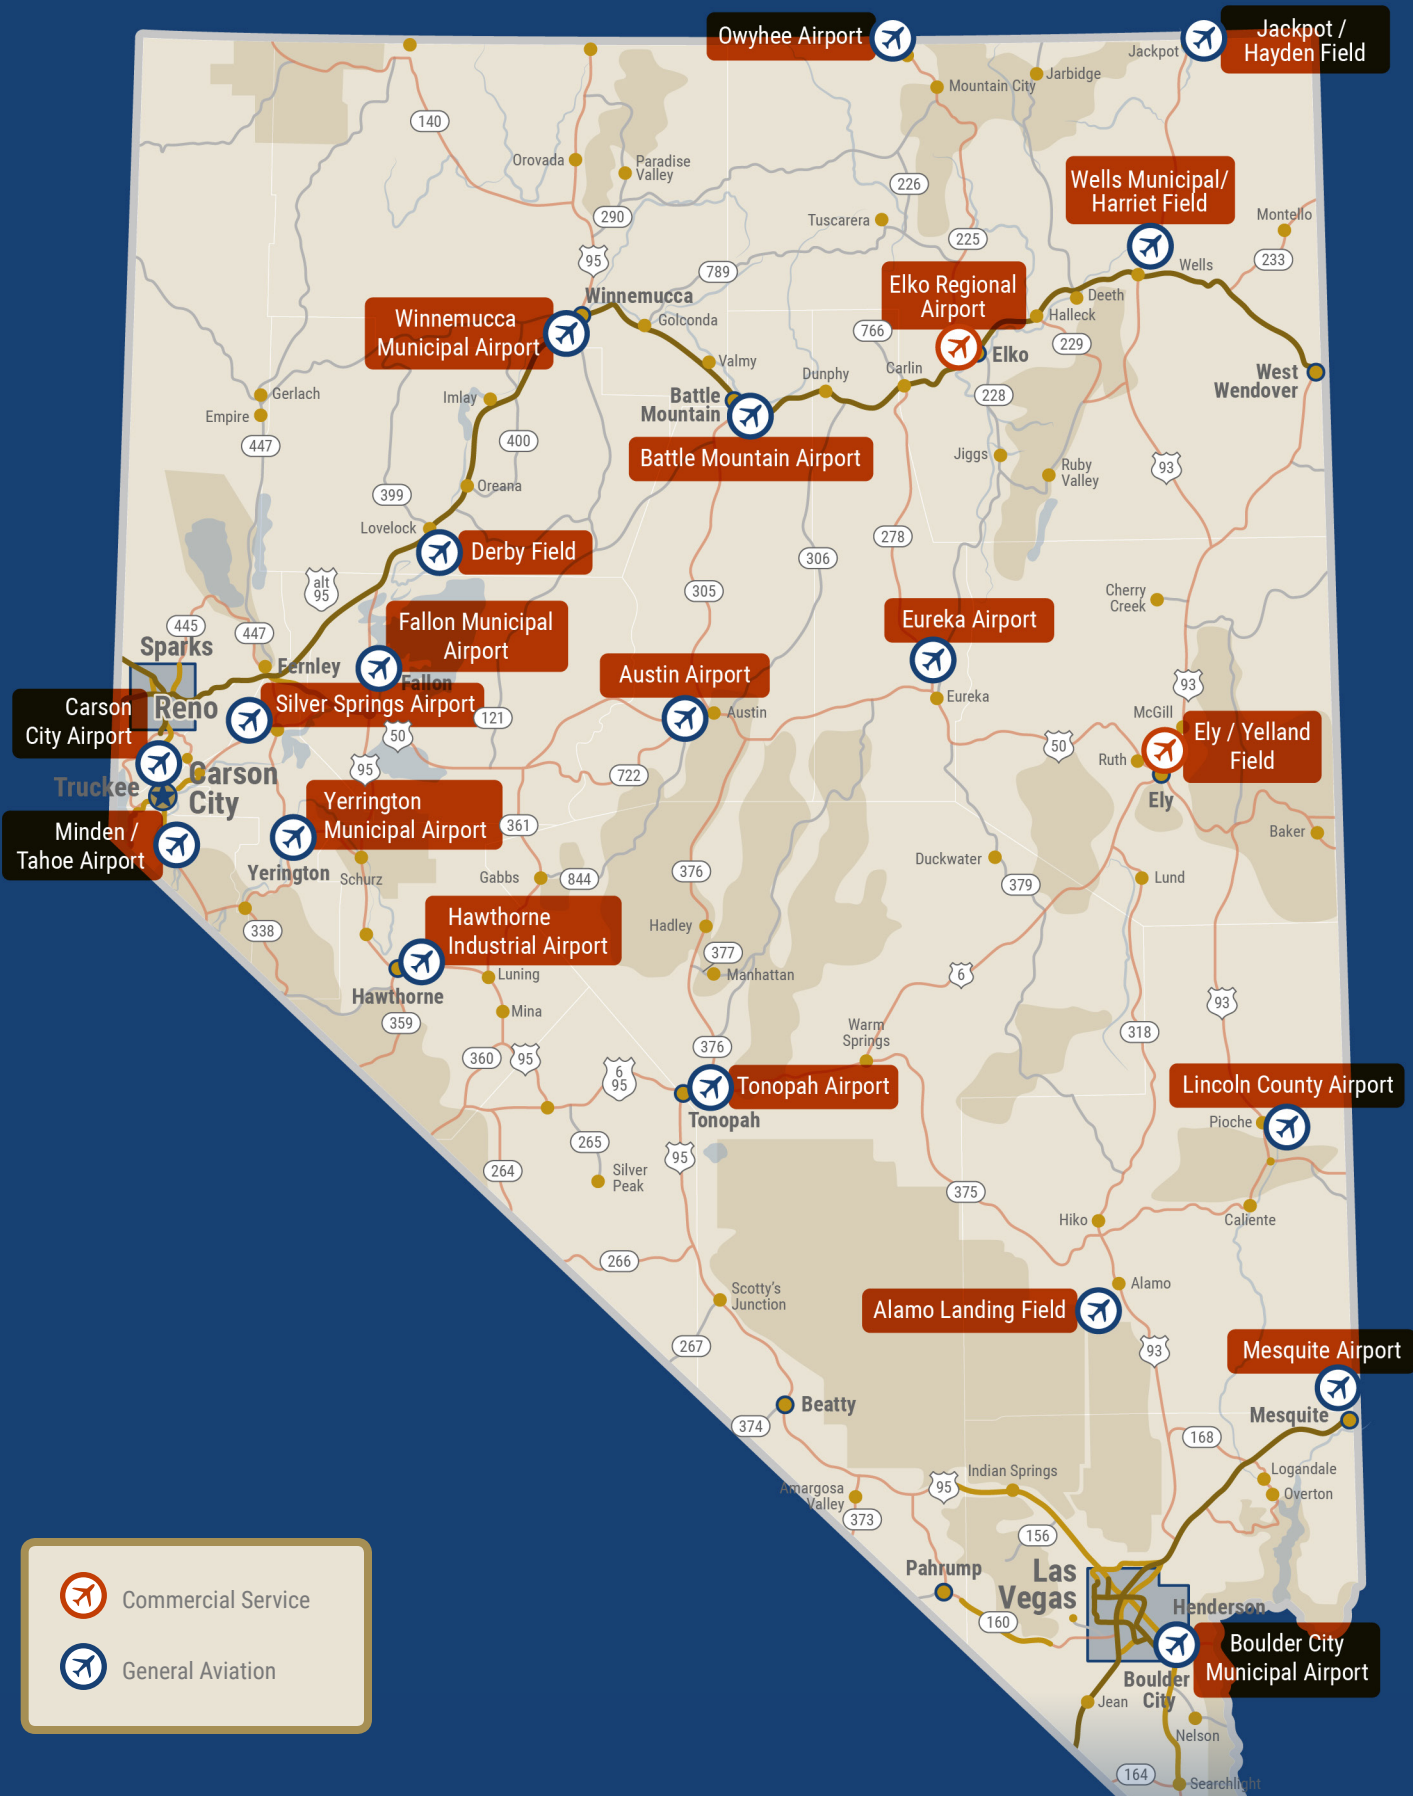 Owyhee Airport
Jackpot /
Hayden Field
Jackpot
Mountain City
Jarbidge
140
Orovada
Paradise
Valley
226
Wells Municipal/
Harriet Field
290
Tuscarera
225
Montello
95
789
233
Wells
Winnemucca
Elko Regional
Airport
Deeth
Winnemucca
Municipal Airport
Golconda
766
Halleck
229
Valmy
Elko
Dunphy
Carlin
West
Wendover
Gerlach
Imlay
Battle
Mountain
228
Empire
447
400
Battle Mountain Airport
Jiggs
93
Ruby
Valley
399
Oreana
Lovelock
278
Derby Field
306
alt
95
305
Cherry
Creek
445
447
Fallon Municipal
Airport
Eureka Airport
Sparks
Fernley
Fallon
Austin Airport
93
Eureka
Carson
City Airport
Reno
Silver Springs Airport
121
Austin
McGill
50
50
Ely / Yelland
Field
Ruth
95
722
Carson
City
Truckee
Ely
Yerrington
Municipal Airport
361
Minden /
Tahoe Airport
Baker
Yerington
Schurz
Gabbs
844
376
Duckwater
379
Lund
Hawthorne
Industrial Airport
Hadley
338
377
Luning
Manhattan
6
Hawthorne
93
Mina
359
Warm
Springs
318
360
95
6
95
376
Tonopah Airport
Lincoln County Airport
Tonopah
Pioche
265
95
264
Silver
Peak
375
Hiko
Caliente
266
Scotty's
Junction
Alamo
Alamo Landing Field
267
93
Mesquite Airport
Beatty
Mesquite
374
168
Indian Springs
Logandale
Amargosa
Valley
95
Overton
373
156
Pahrump
Las
Vegas
Commercial Service
Henderson
160
Boulder City
Municipal Airport
General Aviation
Boulder
City
Jean
Nelson
164
Searchlight